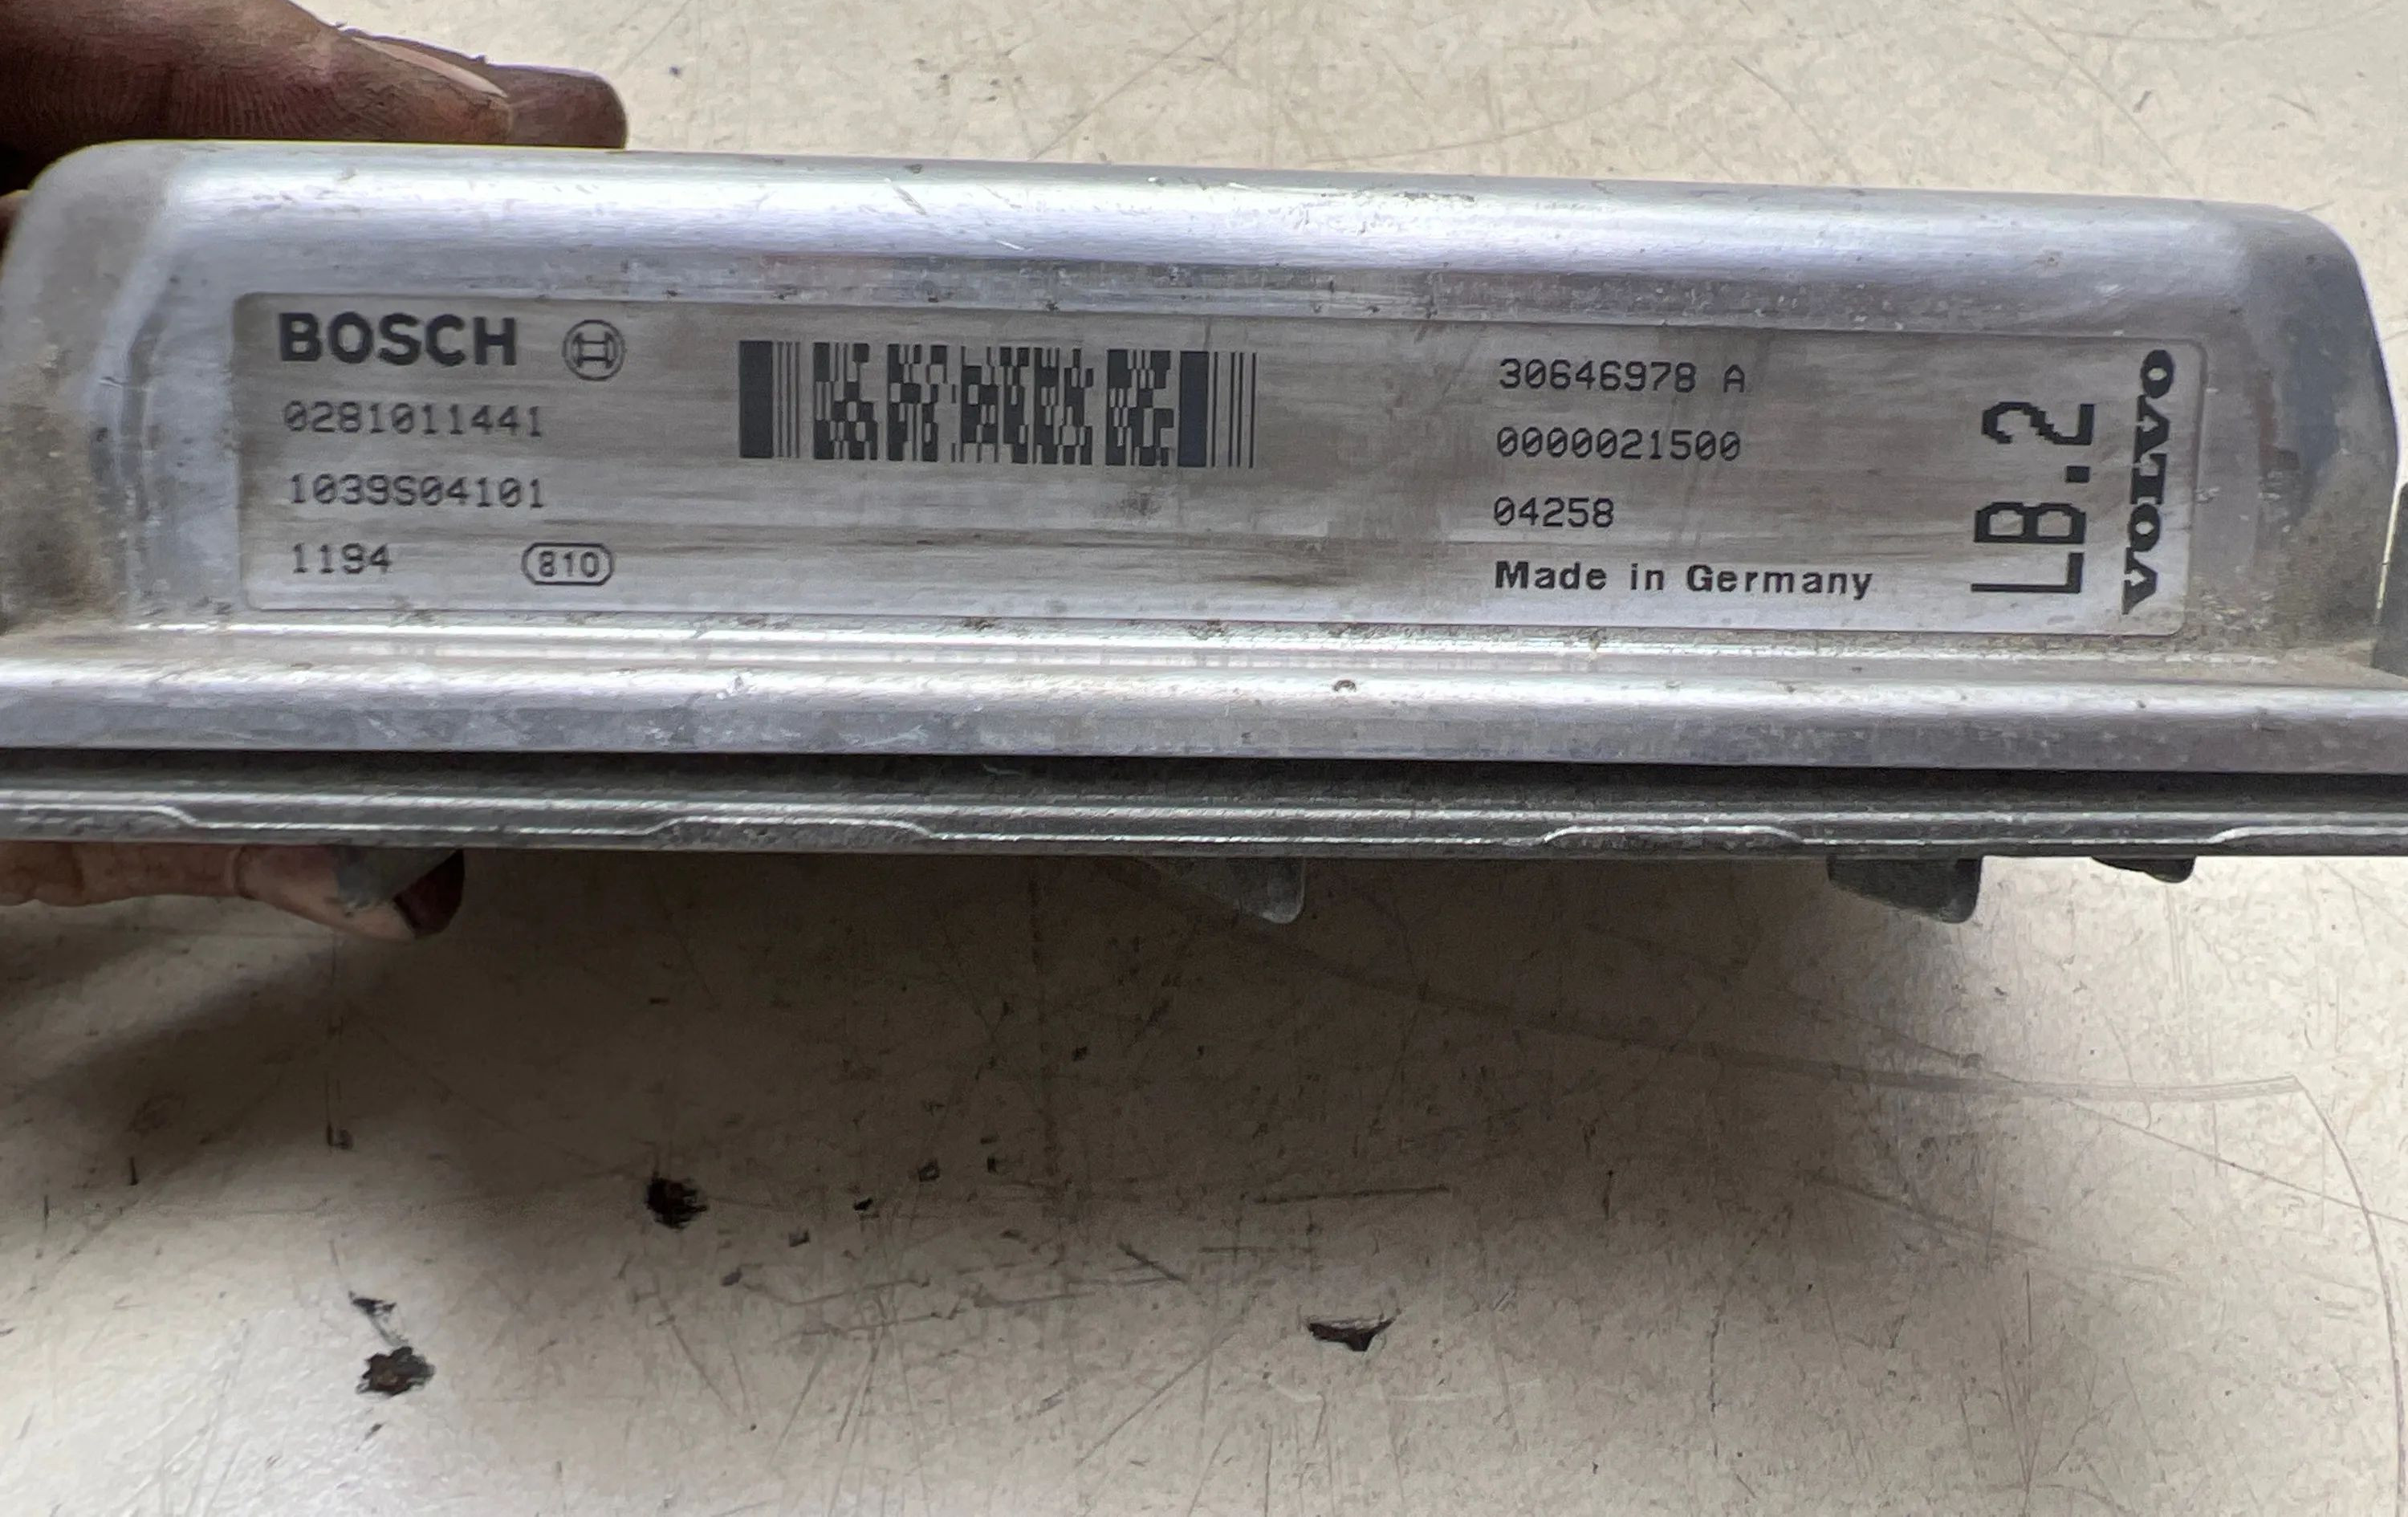 BOSCH
0281011441
1039S04101
1194 810
30646978 A
0000021500
04258
Made in Germany
LB.2
VOLVO